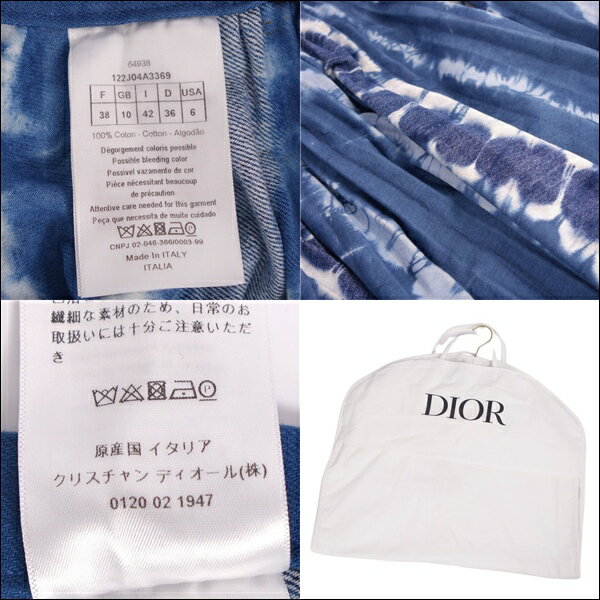 64938
122J04A3369
F GB I D USA
38 10 42 36 6
100% Coton - Cotton - Algodão
Dégorgement coloris possible
Possible bleeding color
Possivel vazamento de cor
Pièce nécessitant beaucoup
de précaution
Attentive care needed for this garment
Peça que necessita de muito cuidado
CNPJ 02-046-366/0003-99
Made In ITALY
ITALIA
繊細な素材のため、日常のお
取扱いには十分ご注意いただ
き
P
原産国 イタリア
クリスチャン ディオール(株)
0120 02 1947
DIOR